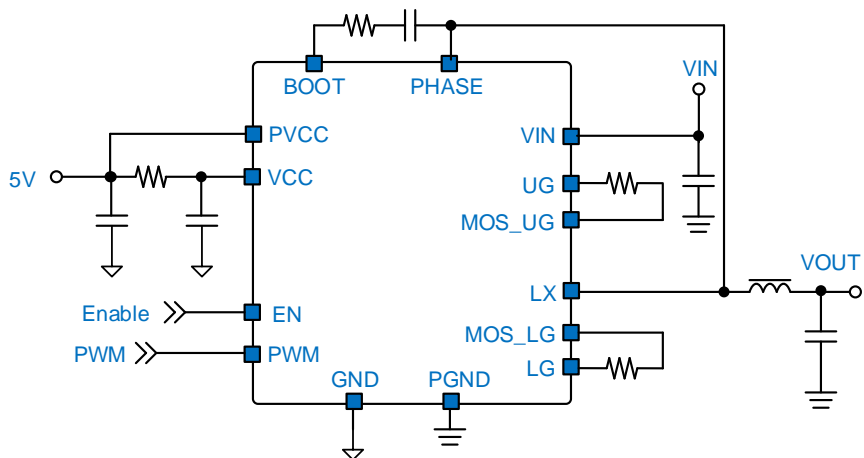 BOOT
PHASE
VIN
PVCC
VIN
5V
VCC
UG
MOS_UG
VOUT
LX
Enable
EN
MOS_LG
PWM
PWM
LG
GND
PGND